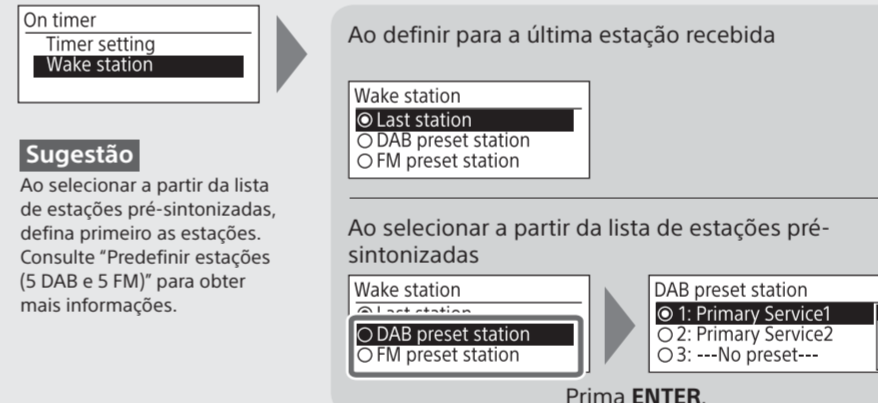 On timer
Timer setting
Wake station
Sugestão
Ao selecionar a partir da lista
de estações pré-sintonizadas,
defina primeiro as estações.
Consulte “Predefinir estações
(5 DAB e 5 FM)” para obter
mais informações.
Ao definir para a última estação recebida
Wake station
Last station
DAB preset station
FM preset station
Ao selecionar a partir da lista de estações pré-
sintonizadas
Wake station
Last station
DAB preset station
FM preset station
DAB preset station
1: Primary Service1
2: Primary Service2
3: ---No preset---
Prima ENTER.